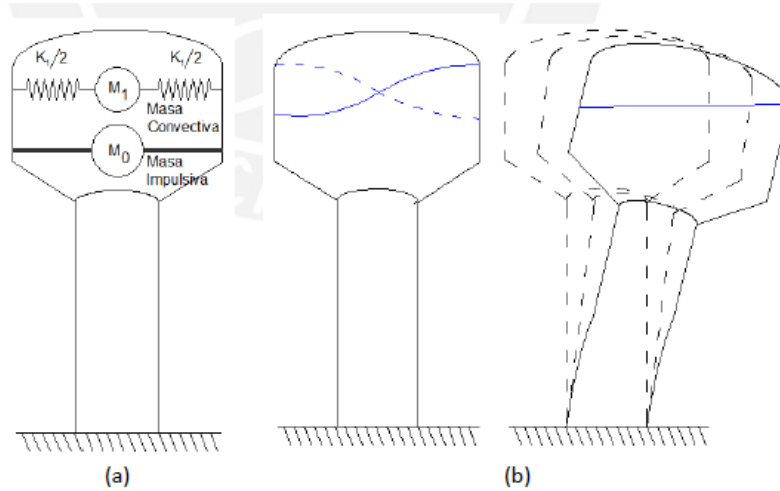 K₁/2 K₁/2
M₁
Masa
Convectiva
M₀
Masa
Impulsiva
(a)
(b)